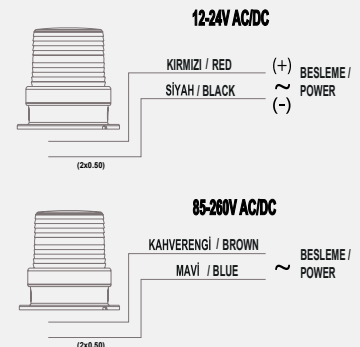 12-24V AC/DC
KIRMIZI / RED (+)
BESLEME /
SİYAH / BLACK ~ POWER
(-)
(2x0.50)
85-260V AC/DC
KAHVERENGİ / BROWN
BESLEME /
MAVİ / BLUE ~ POWER
(2x0.50)